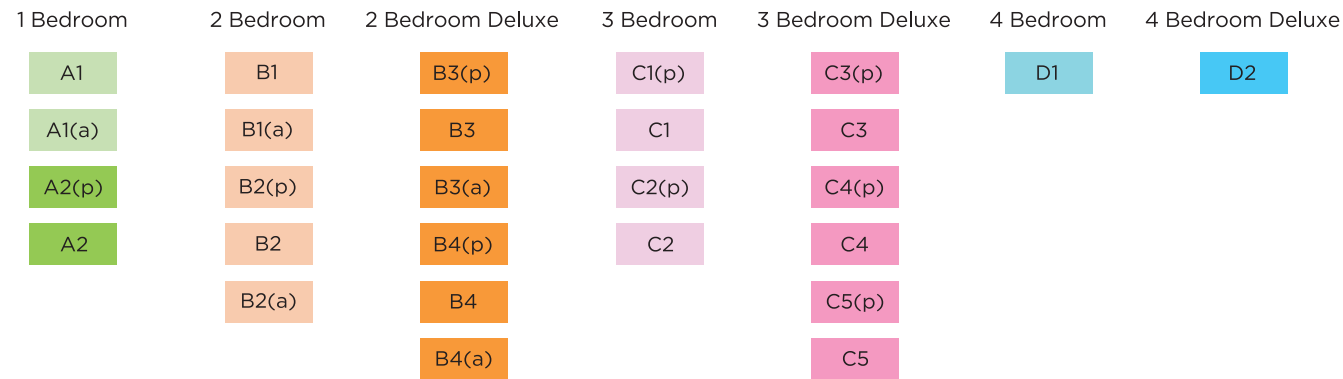 1 Bedroom
2 Bedroom
2 Bedroom Deluxe
3 Bedroom
3 Bedroom Deluxe
4 Bedroom
4 Bedroom Deluxe
A1
B1
B3(p)
C1(p)
C3(p)
D1
D2
A1(a)
B1(a)
B3
C1
C3
A2(p)
B2(p)
B3(a)
C2(p)
C4(p)
A2
B2
B4(p)
C2
C4
B2(a)
B4
C5(p)
B4(a)
C5